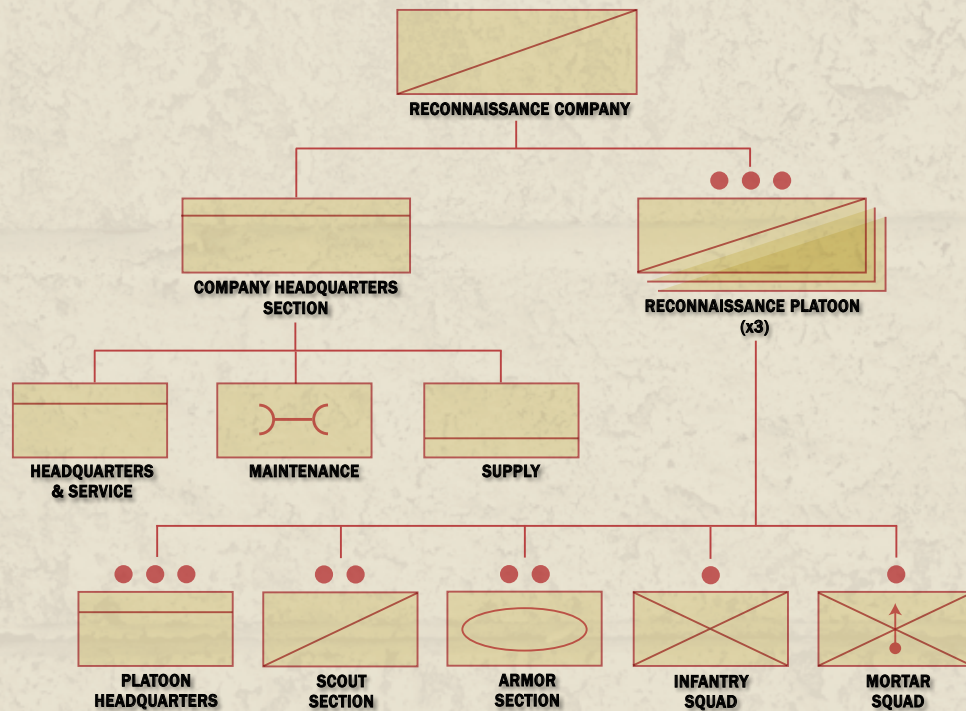 RECONNAISSANCE COMPANY
COMPANY HEADQUARTERS
SECTION
RECONNAISSANCE PLATOON
(x3)
HEADQUARTERS
& SERVICE
MAINTENANCE
SUPPLY
PLATOON
HEADQUARTERS
SCOUT
SECTION
ARMOR
SECTION
INFANTRY
SQUAD
MORTAR
SQUAD